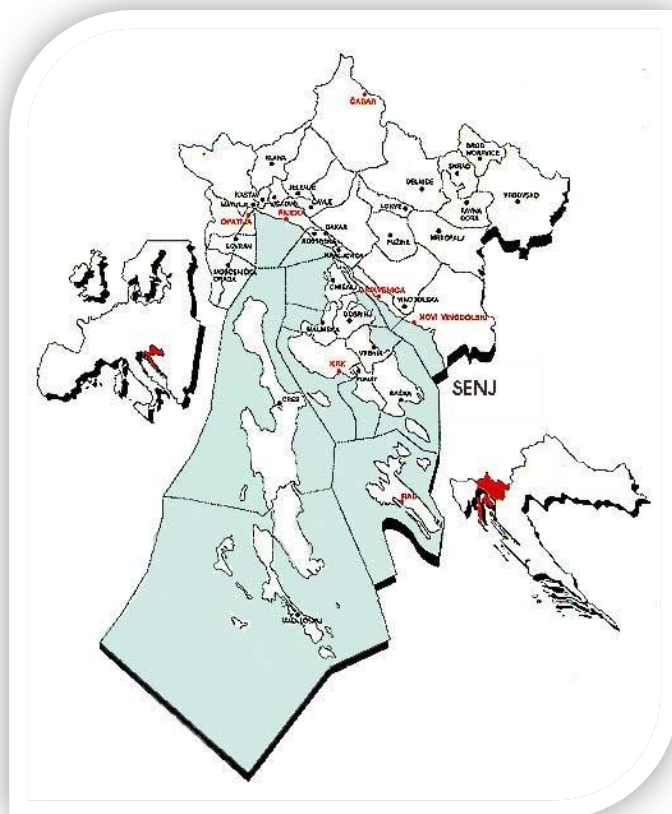 ČABAR
BROD
MORAVICE
KLANA
SKRAD
DELNICE
VRBOVSKO
JELENJE
KASTAV
MATULJI
ČAVLE
LOKVE
RAVNA
GORA
OPATIJA
RIJEKA
BAKAR
MRKOPALJ
FUŽINE
LOVRAN
KOSTRENA
KRALJEVICA
MOŠĆENIČKA
DRAGA
OMIŠALJ
CRIKVENICA
VINODOLSKA
DOBRINJ
NOVI VINODOLSKI
MALINSKA
VRBNIK
KRK
PUNAT
SENJ
BAŠKA
CRES
RAB
MALI LOŠINJ